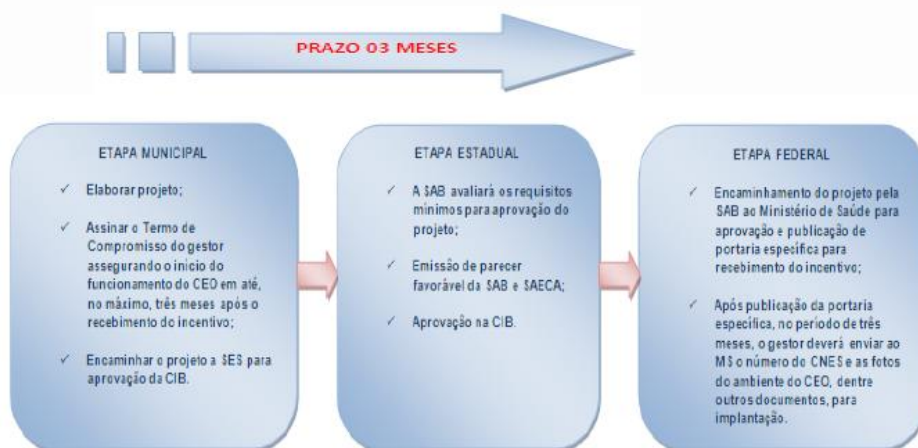 PRAZO 03 MESES
ETAPA MUNICIPAL
✓ Elaborar projeto;
✓ Assinar o Termo de
Compromisso do gestor
assegurando o inicio do
funcionamento do CEO em até,
no máximo, três meses após o
recebimento do incentivo;
✓ Encaminhar o projeto a SES para
aprovação da CIB.
ETAPA ESTADUAL
✓ A SAB avaliará os requisitos
mínimos para aprovação do
projeto;
✓ Emissão de parecer
favorável da SAB e SAECA;
✓ Aprovação na CIB.
ETAPA FEDERAL
✓ Encaminhamento do projeto pela
SAB ao Ministério de Saúde para
aprovação e publicação de
portaria específica para
recebimento do incentivo;
✓ Após publicação da portaria
específica, no período de três
meses, o gestor deverá enviar ao
MS o número do CNES e as fotos
do ambiente do CEO, dentre
outros documentos, para
implantação.